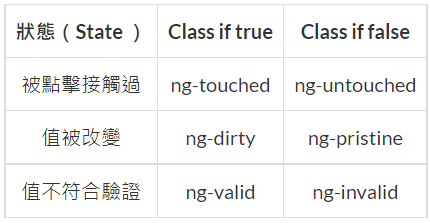 狀態（State ） Class if true Class if false
被點擊接觸過 ng-touched ng-untouched
值被改變 ng-dirty ng-pristine
值不符合驗證 ng-valid ng-invalid